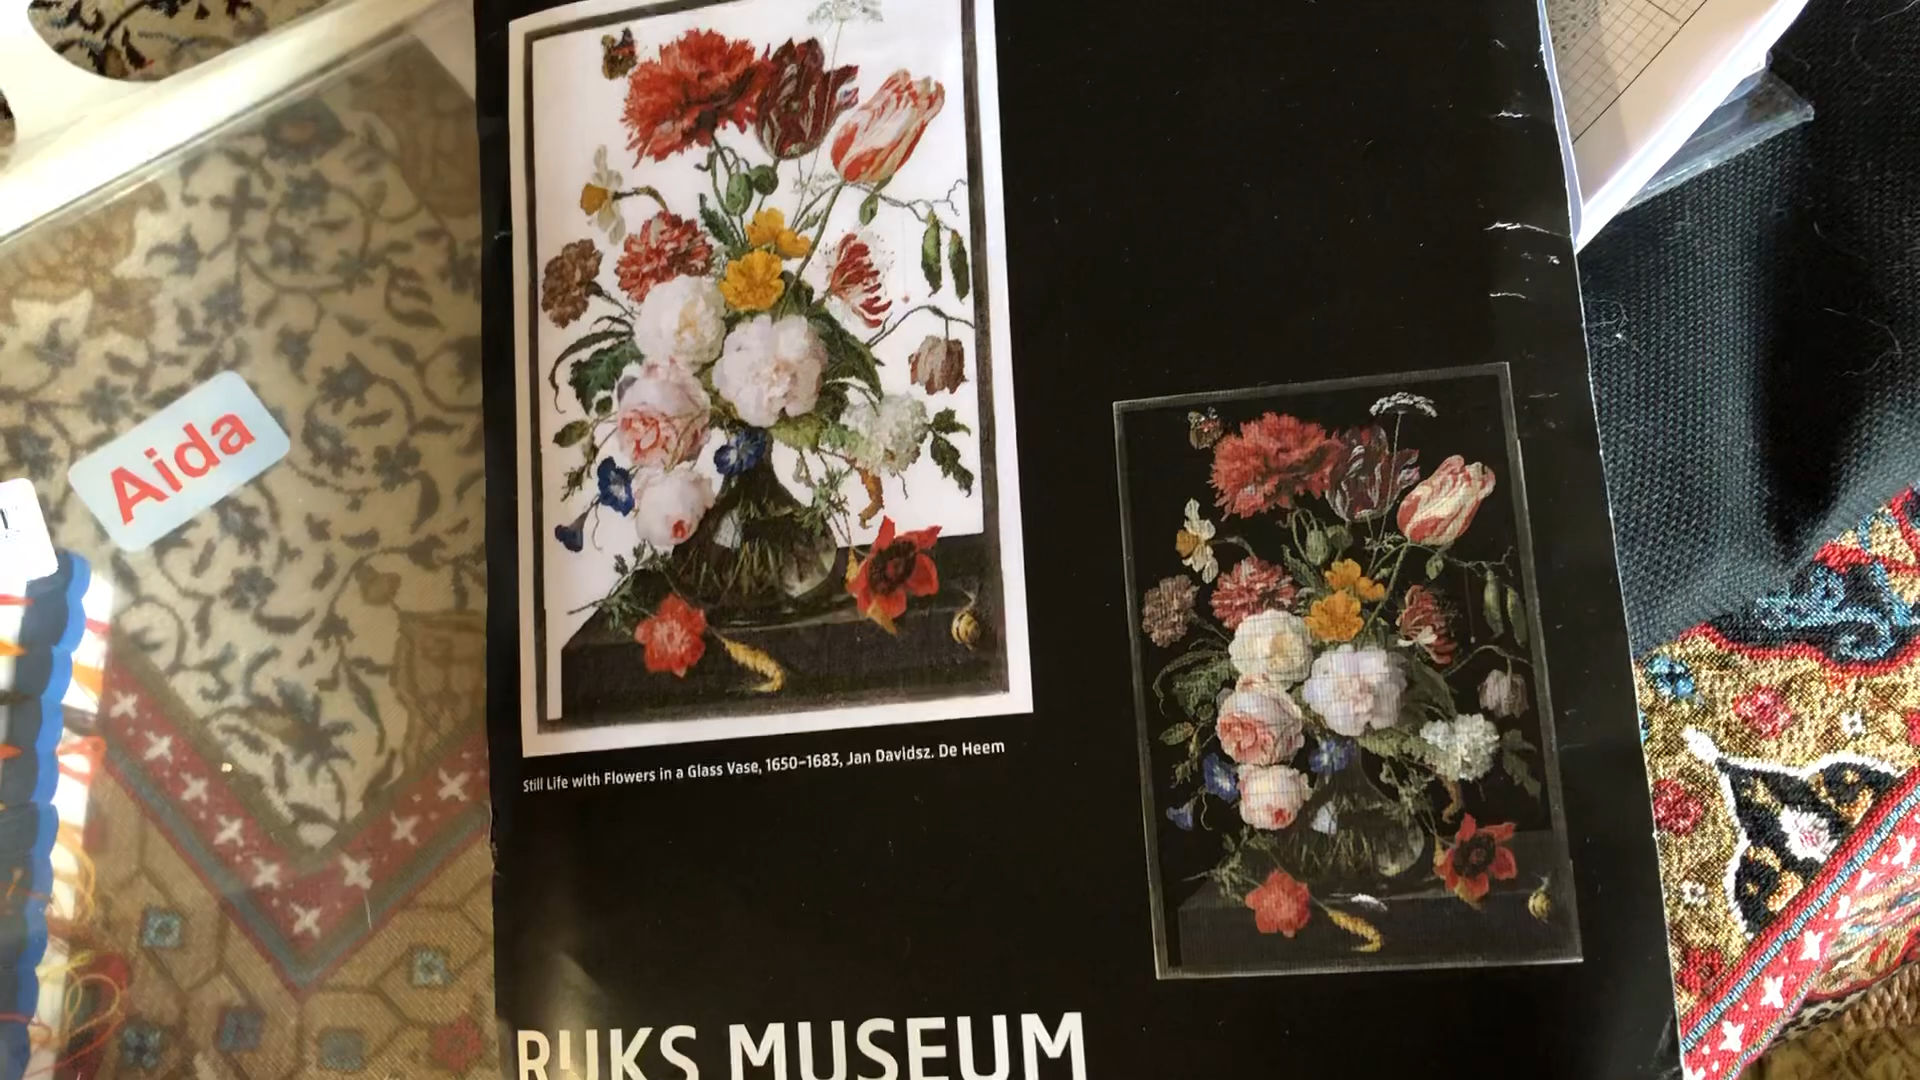 Aida
Still Life with Flowers in a Glass Vase, 1650-1683, Jan Davidsz. De Heem
RIJKS MUSEUM